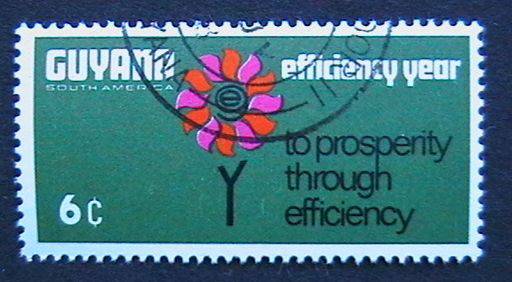 GUYANA
SOUTH AMERICA
efficiency year
e
Y
to prosperity
through
efficiency
6¢